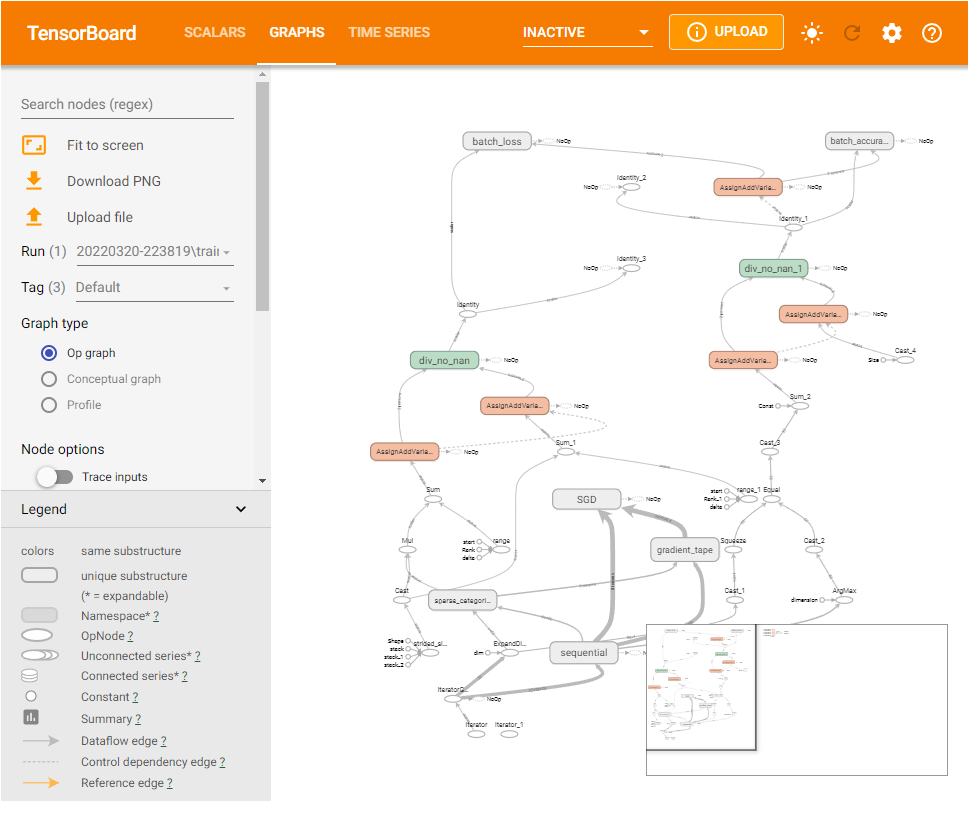 TensorBoard
SCALARS
GRAPHS
TIME SERIES
INACTIVE
UPLOAD
Search nodes (regex)
Fit to screen
Download PNG
Upload file
Run (1) 20220320-223819\trai
Tag (3) Default
Graph type
Op graph
Conceptual graph
Profile
Node options
Trace inputs
Legend
colors same substructure
unique substructure
(* = expandable)
Namespace* ?
OpNode ?
Unconnected series* ?
Connected series* ?
Constant ?
Summary ?
Dataflow edge ?
Control dependency edge ?
Reference edge ?
batch_loss
NoOp
batch_accura...
NoOp
Identity_2
NoOp
AssignAddVaria...
NoOp
Identity_1
Identity_3
NoOp
div_no_nan_1
NoOp
Identity
AssignAddVaria...
NoOp
div_no_nan
NoOp
AssignAddVaria...
NoOp
Cast_4
Size
AssignAddVaria...
NoOp
Sum_2
Const
AssignAddVaria...
NoOp
Sum_1
Cast_3
Sum
SGD
NoOp
start
Rank_1
delta
range_1
Equal
Mul
start
Rank
delta
range
gradient_tape
Squeeze
Cast_2
Cast
sparse_categori...
Cast_1
dimension
ArgMax
Shape
stack
stack_1
stack_2
strided_sl...
dim
ExpandDi...
sequential
NoOp
Iterator
Iterator_1